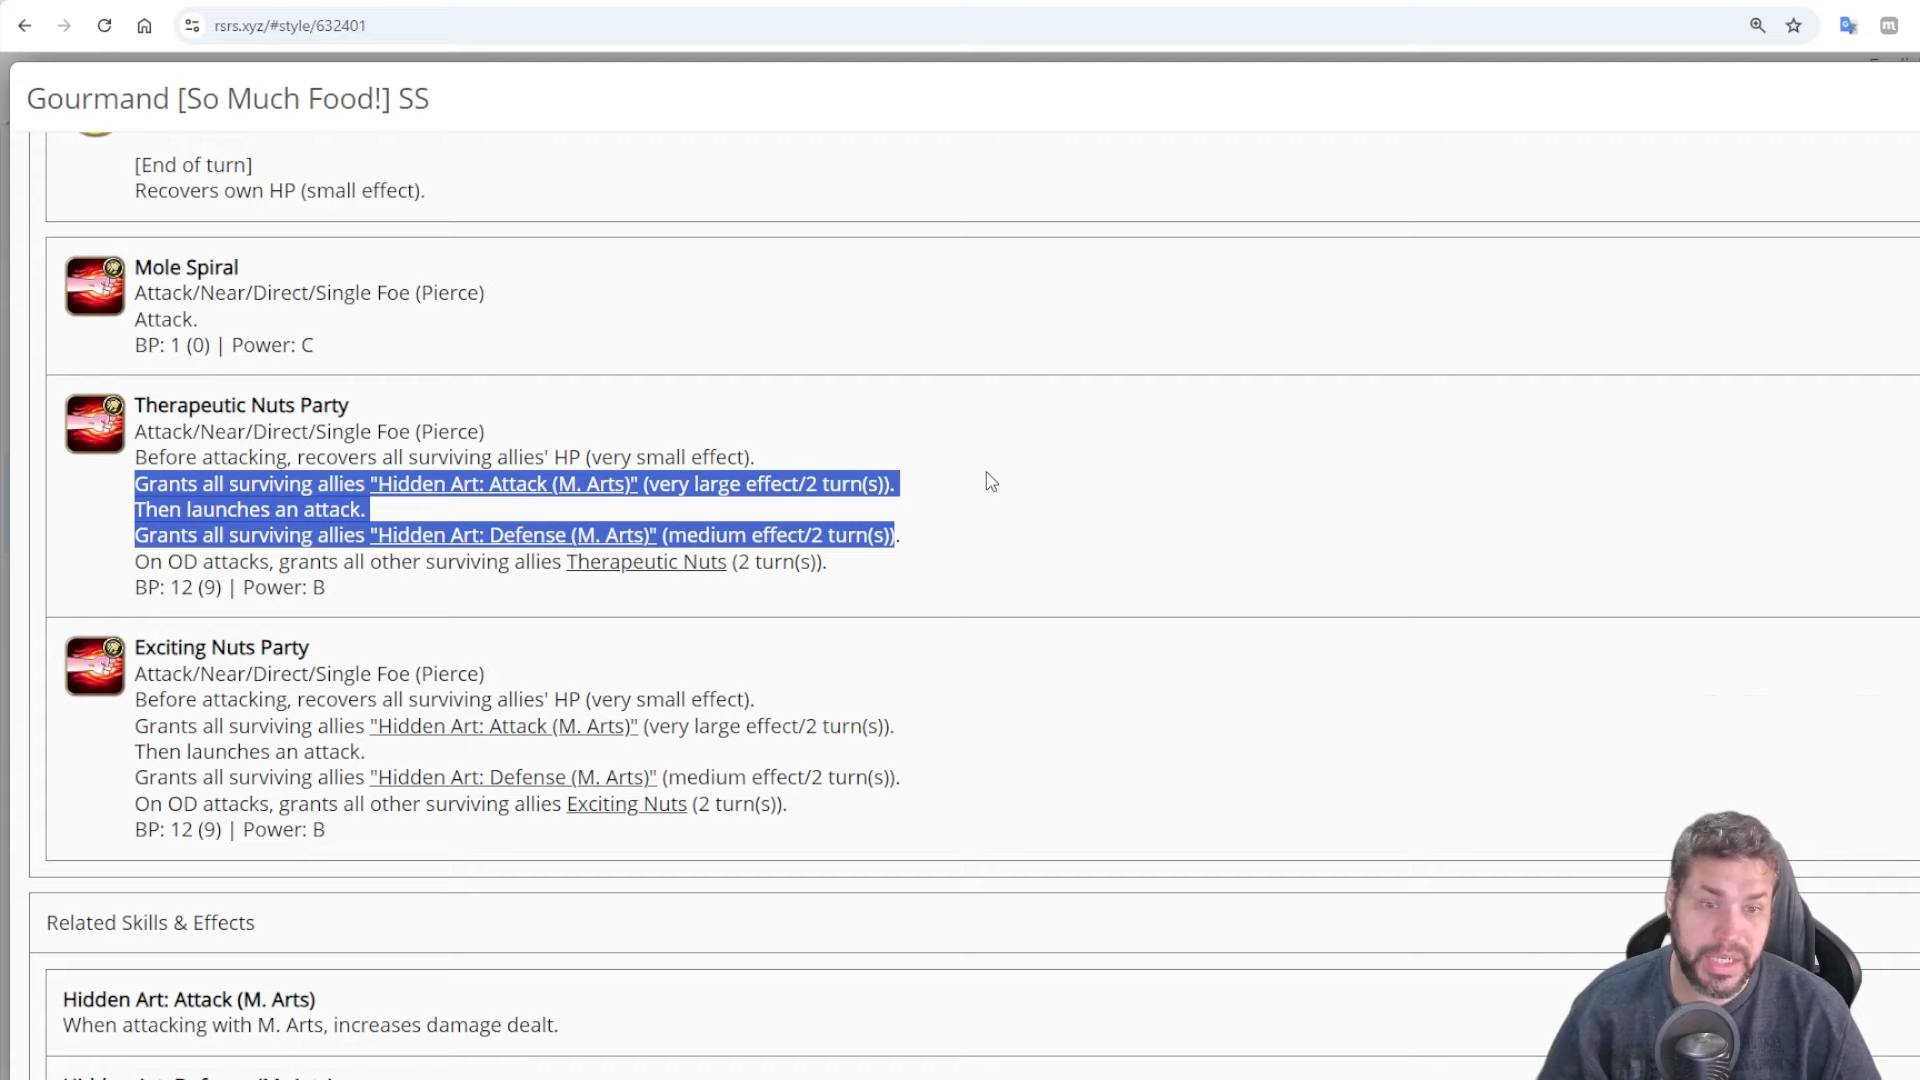 rsrs.xyz/#style/632401
m
Gourmand [So Much Food!] SS
[End of turn]
Recovers own HP (small effect).
Mole Spiral
Attack/Near/Direct/Single Foe (Pierce)
Attack.
BP: 1 (0) | Power: C
Therapeutic Nuts Party
Attack/Near/Direct/Single Foe (Pierce)
Before attacking, recovers all surviving allies' HP (very small effect).
Grants all surviving allies "Hidden Art: Attack (M. Arts)" (very large effect/2 turn(s)).
Then launches an attack.
Grants all surviving allies "Hidden Art: Defense (M. Arts)" (medium effect/2 turn(s)).
On OD attacks, grants all other surviving allies Therapeutic Nuts (2 turn(s)).
BP: 12 (9) | Power: B
Exciting Nuts Party
Attack/Near/Direct/Single Foe (Pierce)
Before attacking, recovers all surviving allies' HP (very small effect).
Grants all surviving allies "Hidden Art: Attack (M. Arts)" (very large effect/2 turn(s)).
Then launches an attack.
Grants all surviving allies "Hidden Art: Defense (M. Arts)" (medium effect/2 turn(s)).
On OD attacks, grants all other surviving allies Exciting Nuts (2 turn(s)).
BP: 12 (9) | Power: B
Related Skills & Effects
Hidden Art: Attack (M. Arts)
When attacking with M. Arts, increases damage dealt.